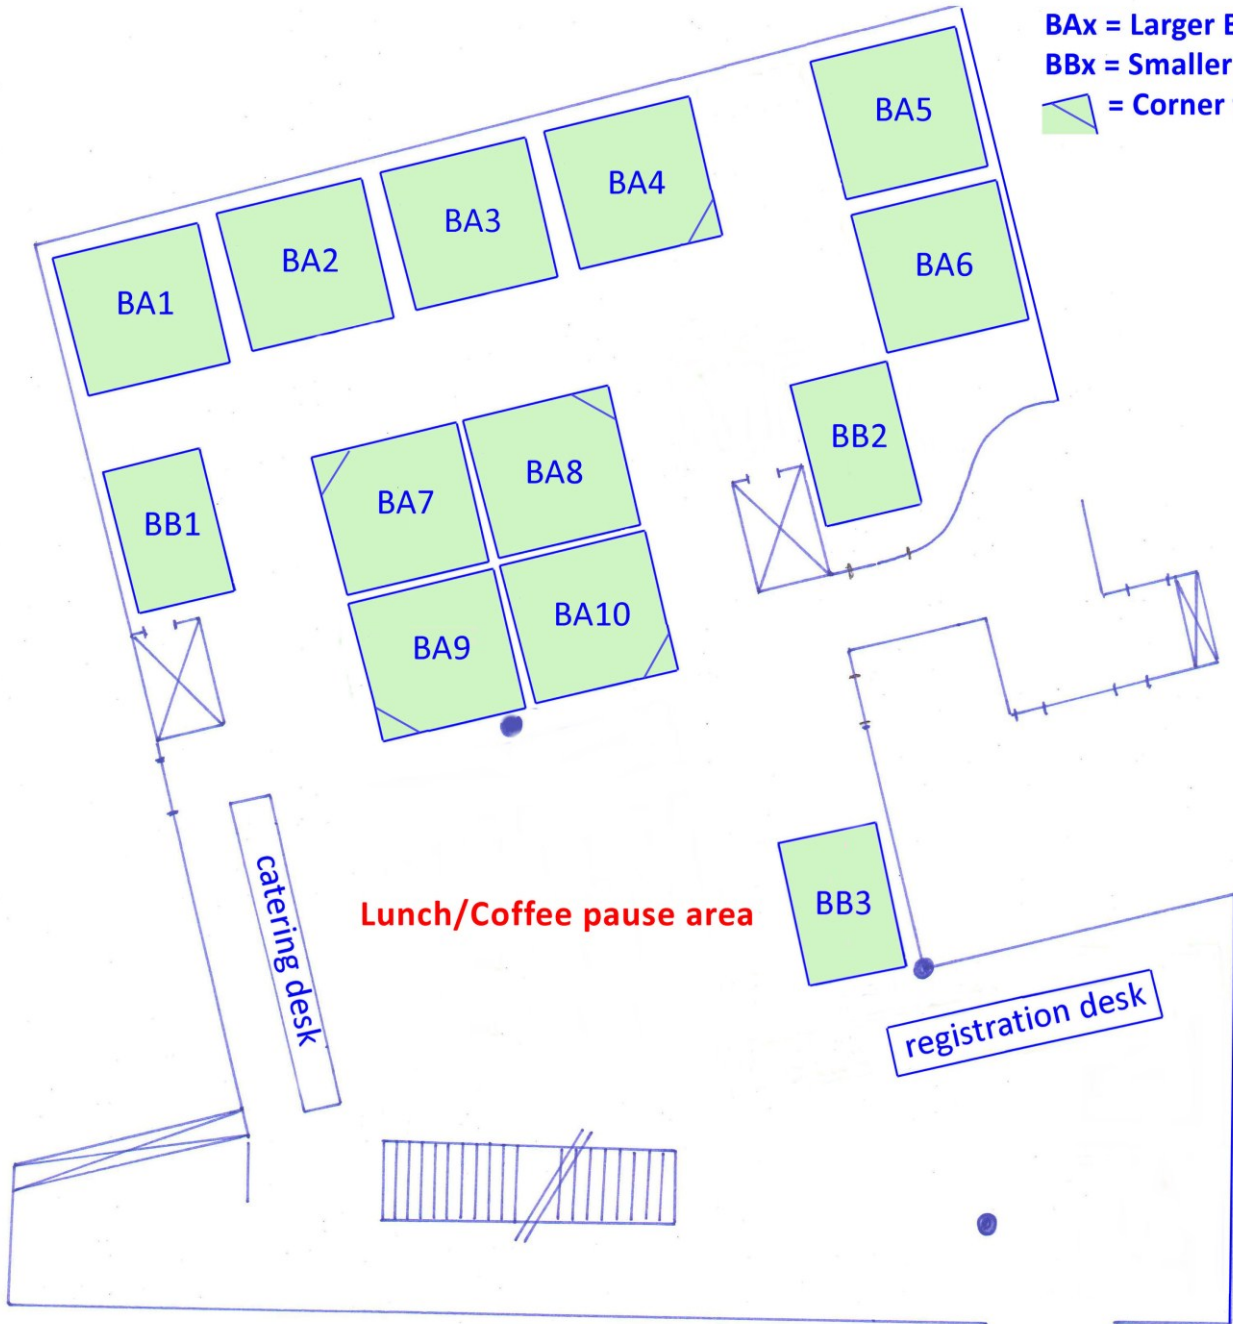 BAx = Larger
BBx = Smaller
= Corner
BA5
BA4
BA3
BA6
BA2
BA1
BB2
BA8
BA7
BB1
BA10
BA9
catering desk
Lunch/Coffee pause area
BB3
registration desk